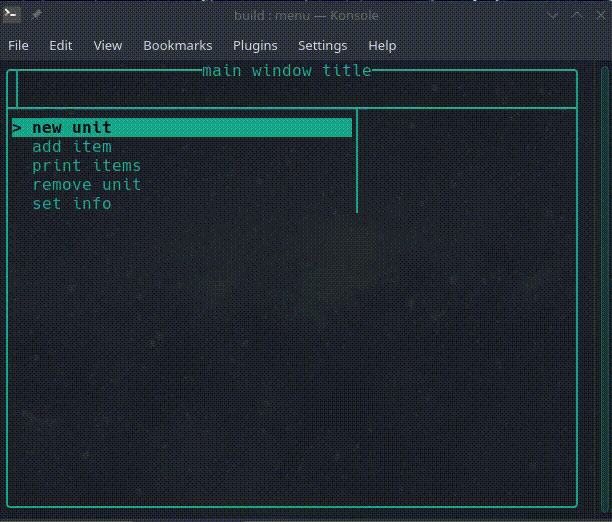 build : menu — Konsole
File Edit View Bookmarks Plugins Settings Help
main window title
> new unit
add item
print items
remove unit
set info